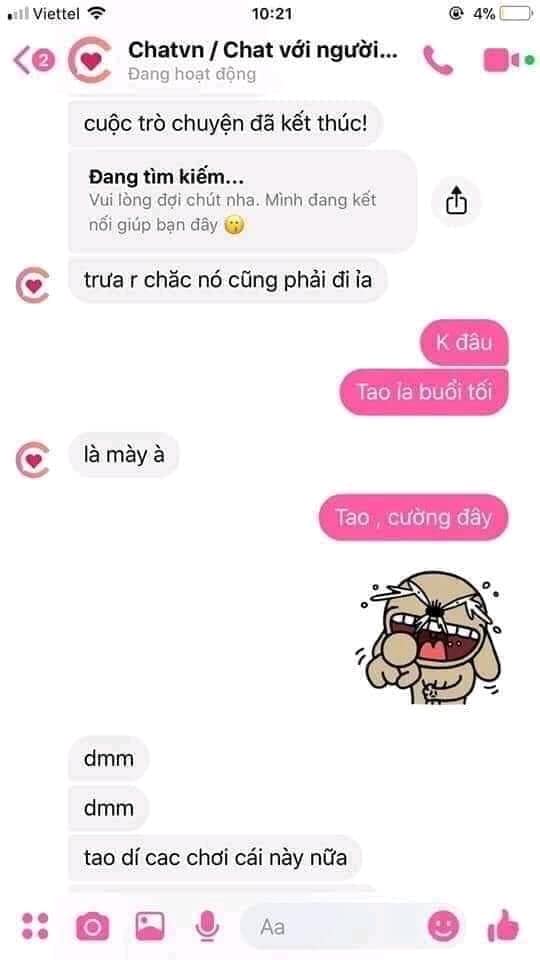 Viettel 10:21 4%
2 Chatvn / Chat với người...
Đang hoạt động
cuộc trò chuyện đã kết thúc!
Đang tìm kiếm...
Vui lòng đợi chút nha. Mình đang kết
nối giúp bạn đây
trưa r chăc nó cũng phải đi ỉa
K đâu
Tao ỉa buổi tối
là mày à
Tao , cường đây
dmm
dmm
tao dí cac chơi cái này nữa
Aa